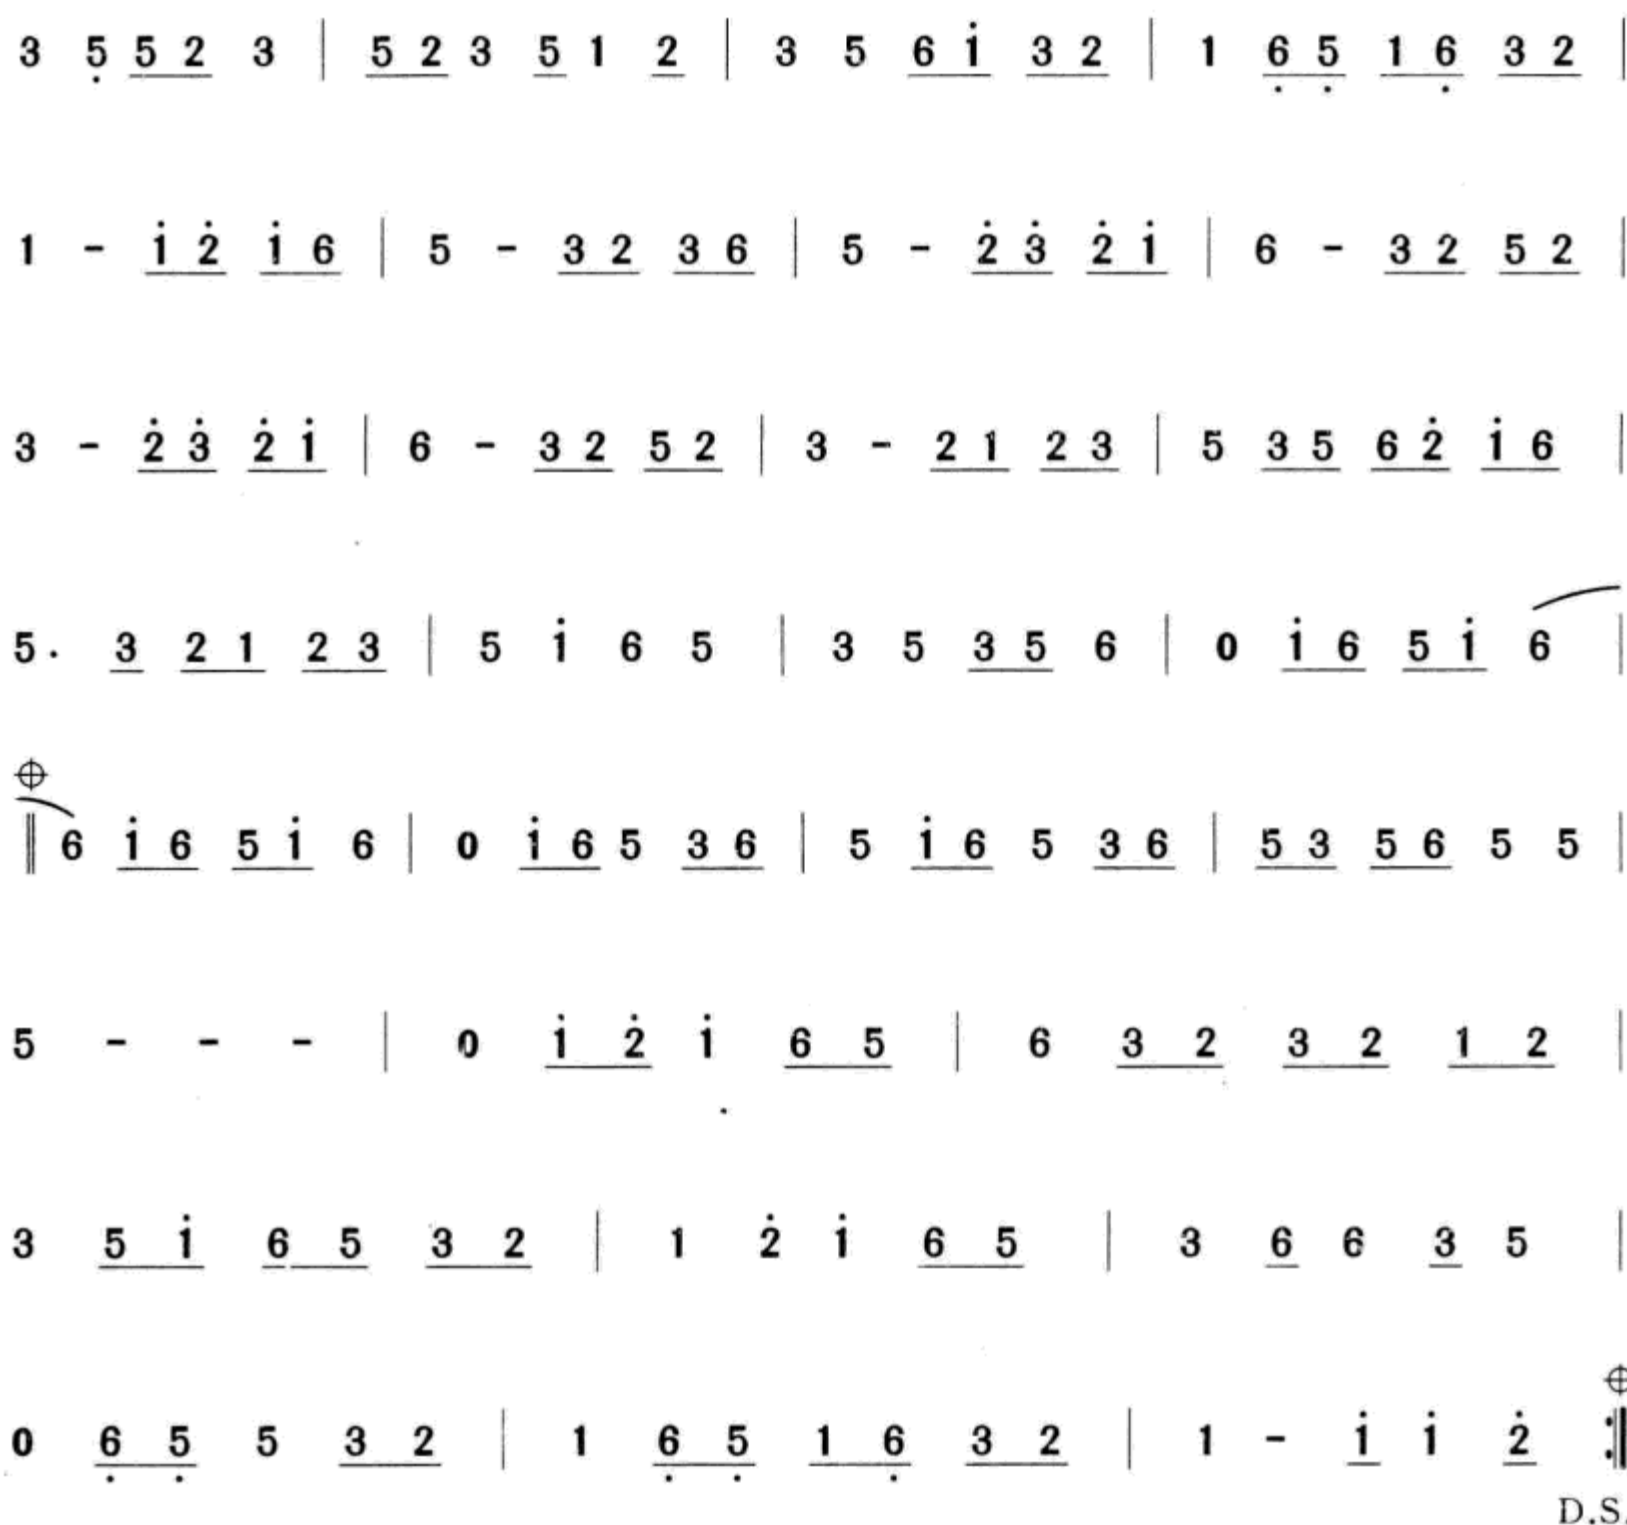 3 5̣ 5 2 3 | 5 2 3 5 1 2 | 3 5 6 1̇ 3 2 | 1 6̣ 5̣ 1 6̣ 3 2 |
1 - 1̇ 2̇ 1̇ 6 | 5 - 3 2 3 6 | 5 - 2̇ 3̇ 2̇ 1̇ | 6 - 3 2 5 2 |
3 - 2̇ 3̇ 2̇ 1̇ | 6 - 3 2 5 2 | 3 - 2 1 2 3 | 5 3 5 6 2̇ 1̇ 6 |
5. 3 2 1 2 3 | 5 1̇ 6 5 | 3 5 3 5 6 | 0 1̇ 6 5 1̇ 6 |
‖ 6 1̇ 6 5 1̇ 6 | 0 1̇ 6 5 3 6 | 5 1̇ 6 5 3 6 | 5 3 5 6 5 5 |
5 - - - | 0 1̇ 2̇ 1̇ 6 5 | 6 3 2 3 2 1 2 |
3 5 1̇ 6 5 3 2 | 1 2̇ 1̇ 6 5 | 3 6 6 3 5 |
0 6̣ 5̣ 5 3 2 | 1 6̣ 5̣ 1 6̣ 3 2 | 1 - 1̇ 1̇ 2̇ :‖
D.S.